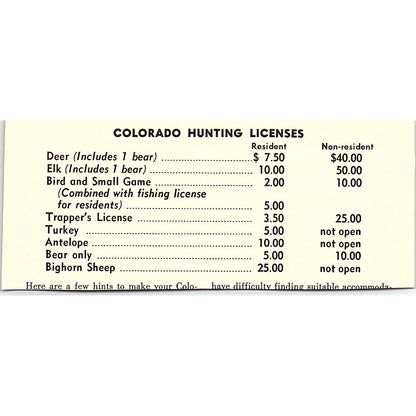 COLORADO HUNTING LICENSES
Resident Non-resident
Deer (Includes 1 bear) .......... $ 7.50 $40.00
Elk (Includes 1 bear) .......... 10.00 50.00
Bird and Small Game .......... 2.00 10.00
(Combined with fishing license
for residents) .......... 5.00
Trapper's License .......... 3.50 25.00
Turkey .......... 5.00 not open
Antelope .......... 10.00 not open
Bear only .......... 5.00 10.00
Bighorn Sheep .......... 25.00 not open
Here are a few hints to make your Colo- have difficulty finding suitable accommoda-